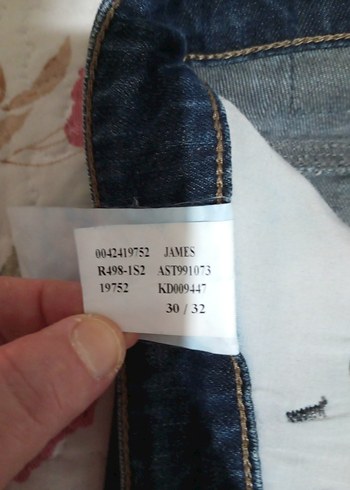 0042419752 JAMES
R498-1S2 AST991073
19752 KD009447
30 / 32